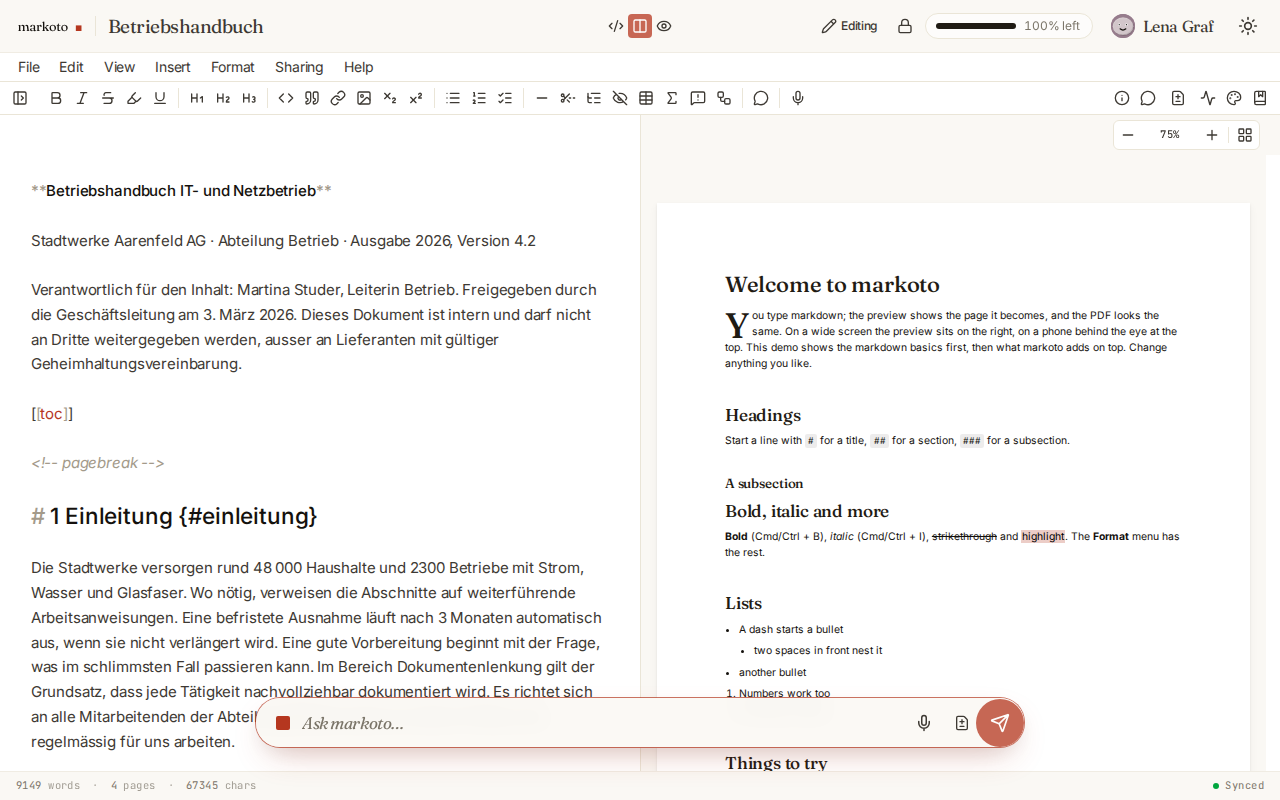 markoto
Betriebshandbuch
Editing
100% left
Lena Graf
File Edit View Insert Format Sharing Help
75%
**Betriebshandbuch IT- und Netzbetrieb**
Stadtwerke Aarenfeld AG · Abteilung Betrieb · Ausgabe 2026, Version 4.2
Verantwortlich für den Inhalt: Martina Studer, Leiterin Betrieb. Freigegeben durch
die Geschäftsleitung am 3. März 2026. Dieses Dokument ist intern und darf nicht
an Dritte weitergegeben werden, ausser an Lieferanten mit gültiger
Geheimhaltungsvereinbarung.
[[toc]]
<!-- pagebreak -->
# 1 Einleitung {#einleitung}
Die Stadtwerke versorgen rund 48 000 Haushalte und 2300 Betriebe mit Strom,
Wasser und Glasfaser. Wo nötig, verweisen die Abschnitte auf weiterführende
Arbeitsanweisungen. Eine befristete Ausnahme läuft nach 3 Monaten automatisch
aus, wenn sie nicht verlängert wird. Eine gute Vorbereitung beginnt mit der Frage,
was im schlimmsten Fall passieren kann. Im Bereich Dokumentenlenkung gilt der
Grundsatz, dass jede Tätigkeit nachvollziehbar dokumentiert wird. Es richtet sich
an alle Mitarbeitenden der
regelmässig für uns arbeiten.
Welcome to markoto
You type markdown; the preview shows the page it becomes, and the PDF looks the
same. On a wide screen the preview sits on the right, on a phone behind the eye at the
top. This demo shows the markdown basics first, then what markoto adds on top. Change
anything you like.
Headings
Start a line with # for a title, ## for a section, ### for a subsection.
A subsection
Bold, italic and more
Bold (Cmd/Ctrl + B), italic (Cmd/Ctrl + I), strikethrough and highlight. The Format menu has
the rest.
Lists
• A dash starts a bullet
• two spaces in front nest it
• another bullet
1. Numbers work too
Things to try
Ask markoto...
9149 words · 4 pages · 67345 chars
Synced